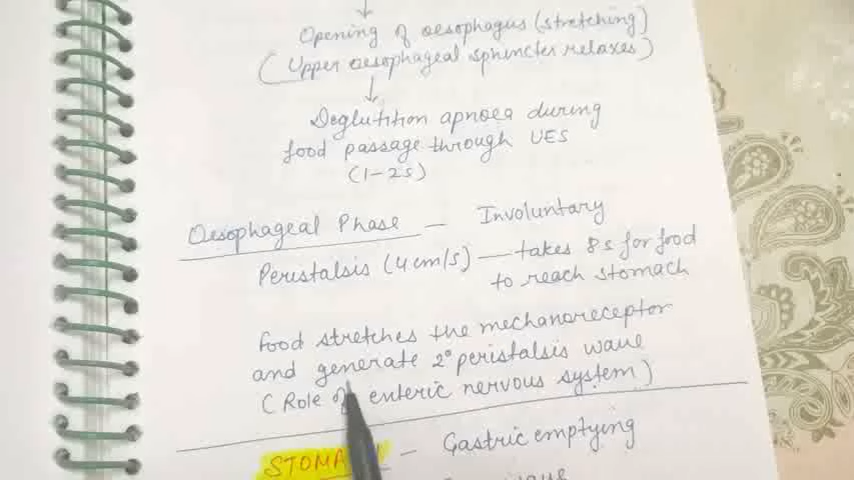 Opening of oesophagus (stretching)
(Upper oesophageal sphincter relaxes)
Deglutition apnoea during
food passage through UES
(1-2s)
Oesophageal Phase — Involuntary
Peristalsis (4cm/s) — takes 8s for food
to reach stomach
Food stretches the mechanoreceptor
and generate 2° peristalsis wave
(Role of enteric nervous system)
— Gastric emptying